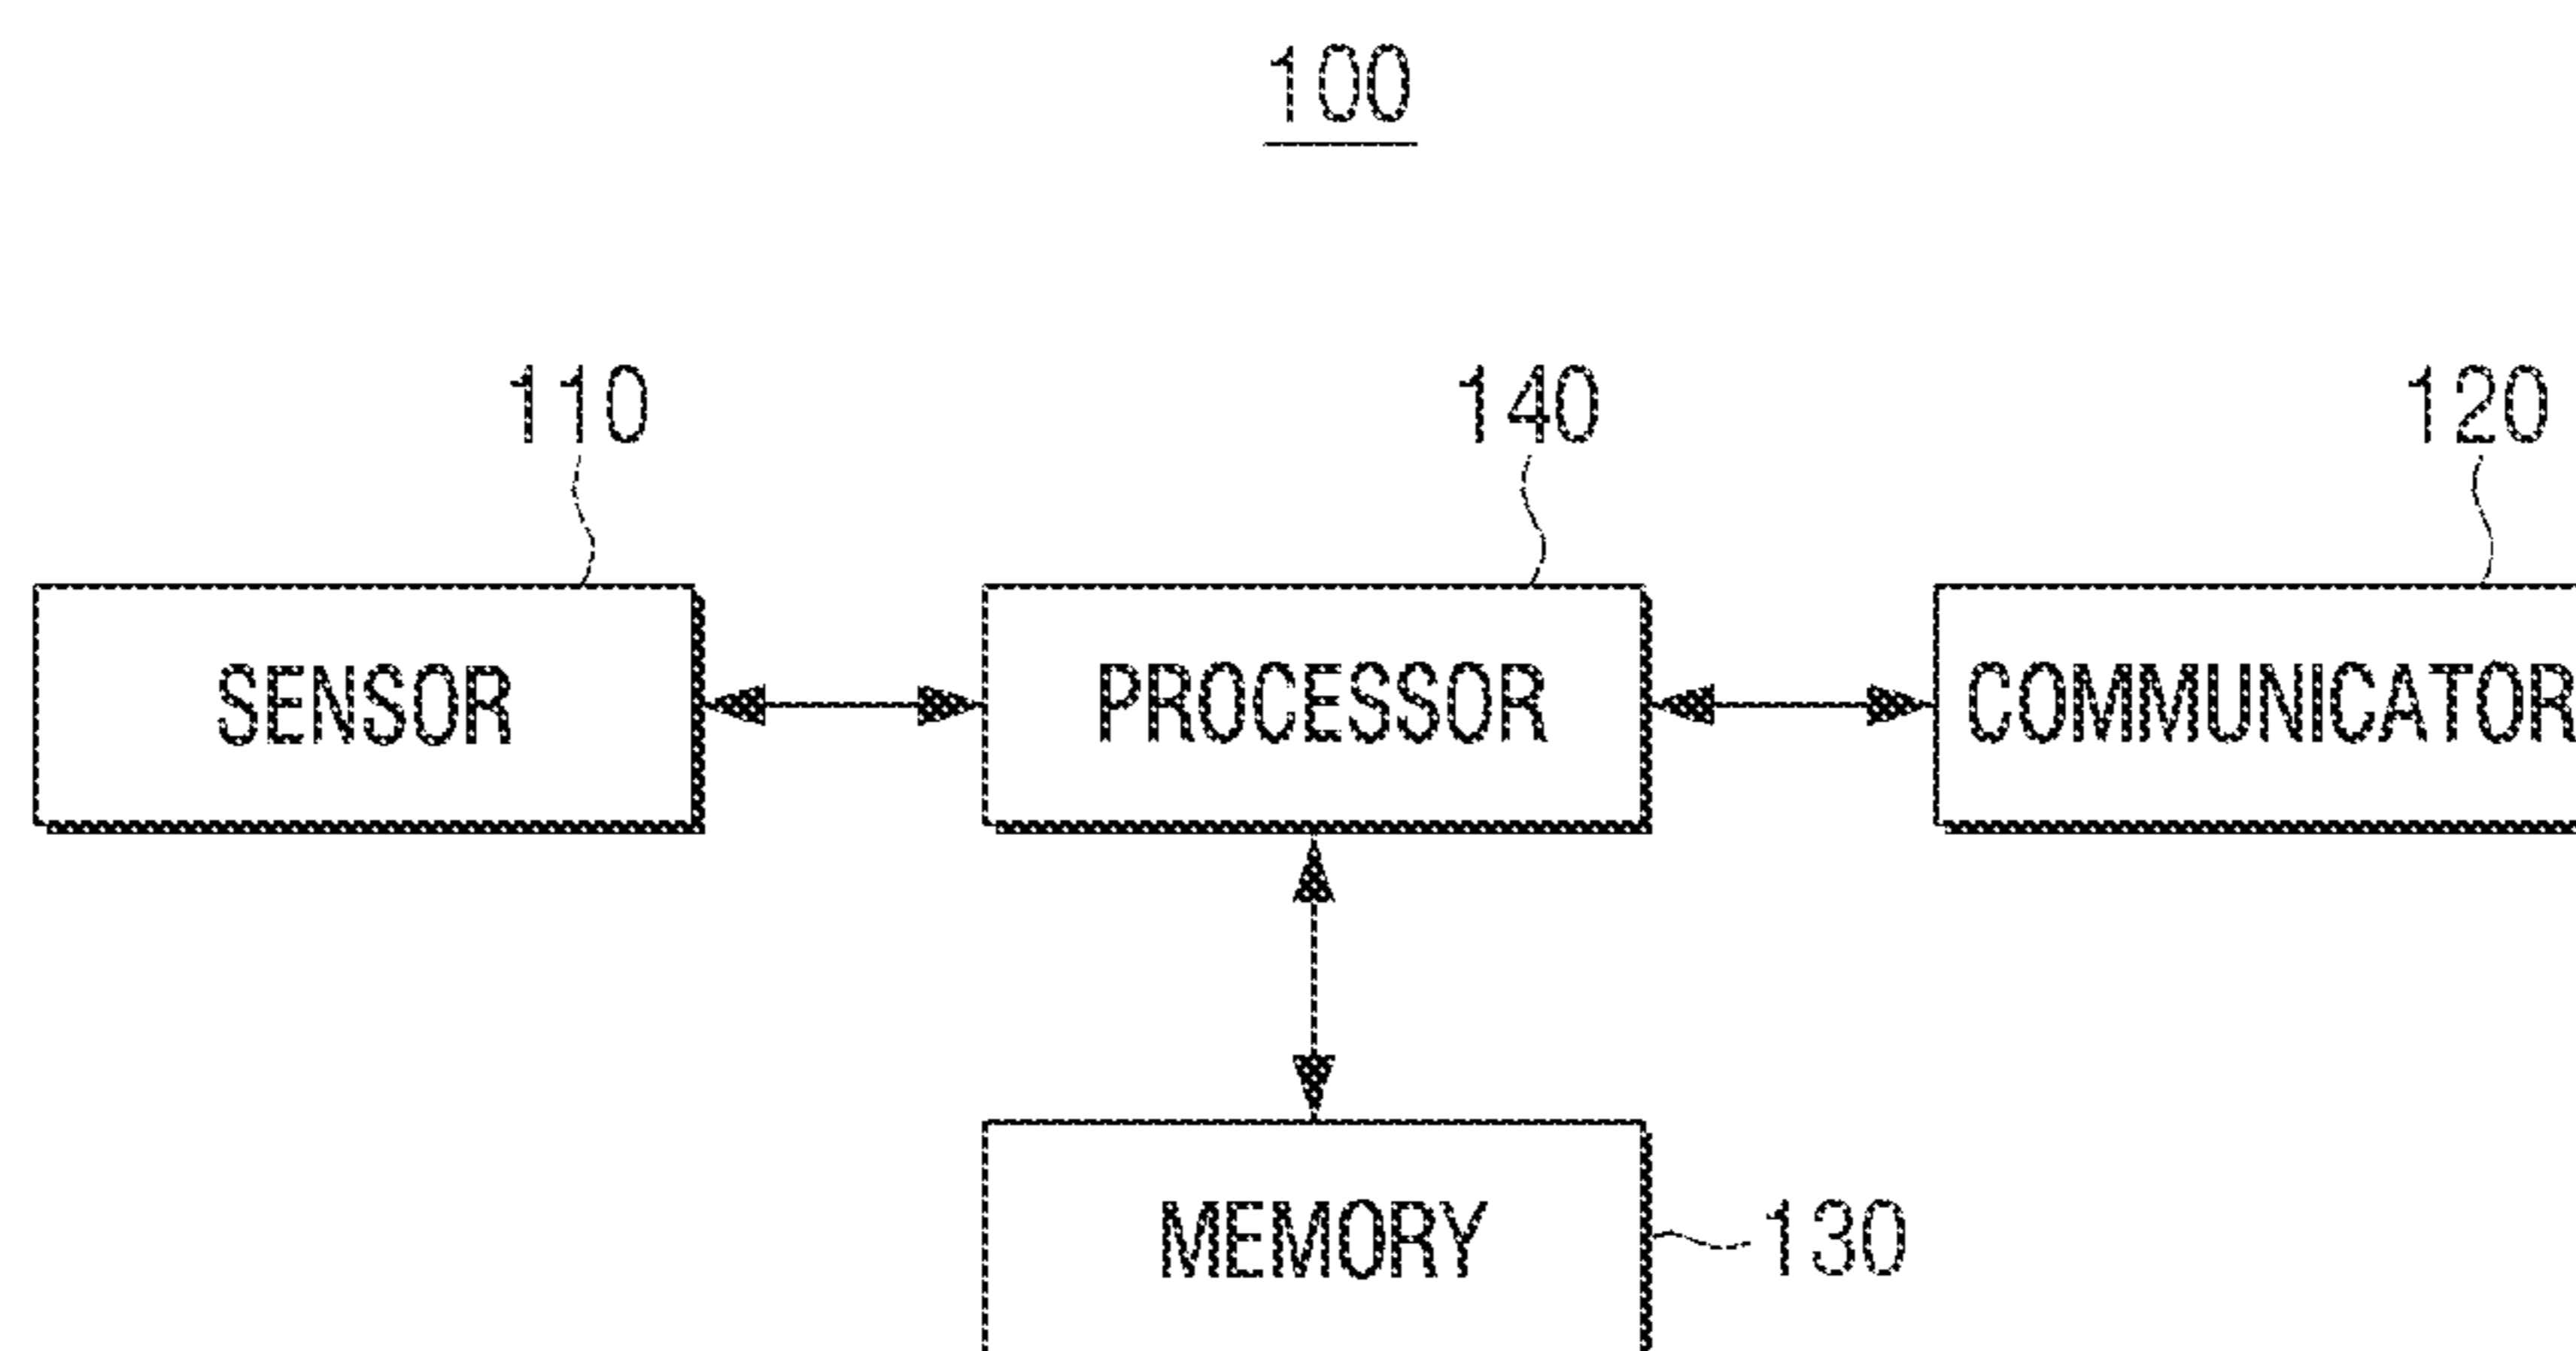 100
110
140
120
SENSOR
PROCESSOR
COMMUNICATOR
MEMORY
130